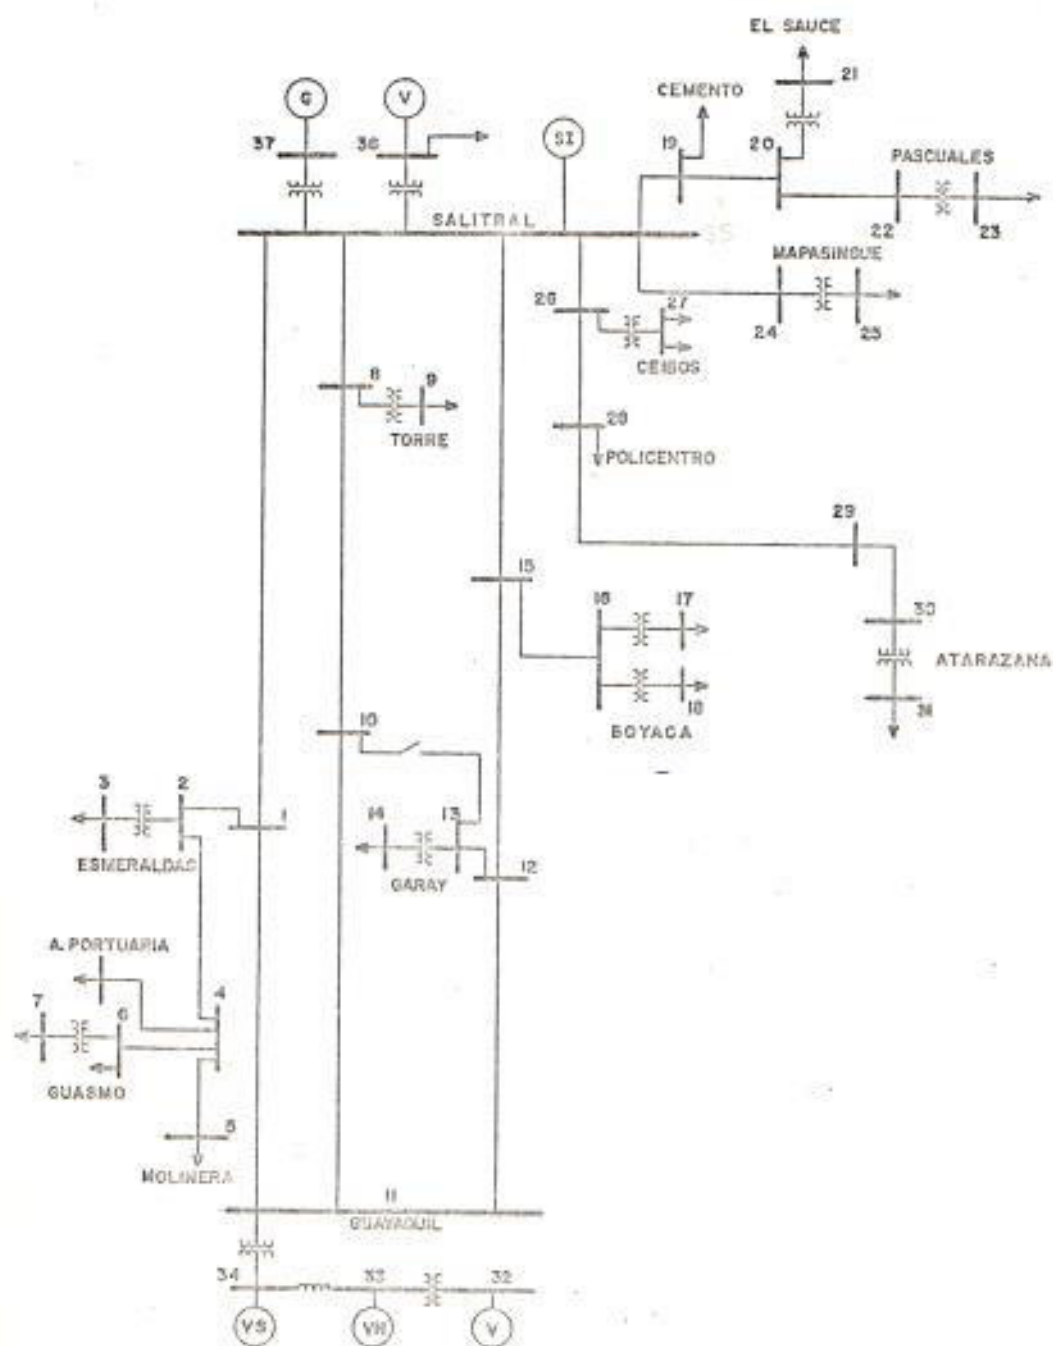 EL SAUCE
21
CEMENTO
G
V
SI
19
20
PASCUALES
37
36
SALITRAL
35
22
23
MAPASINGUE
26
27
24
25
CEIBOS
8
9
TORRE
28
POLICENTRO
29
15
16
17
30
ATARAZANA
18
31
BOYACA
10
3
2
1
14
13
12
ESMERALDAS
GARAY
A. PORTUARIA
4
7
6
GUASMO
5
MOLINERA
11
GUAYAQUIL
34
33
32
VS
VH
V